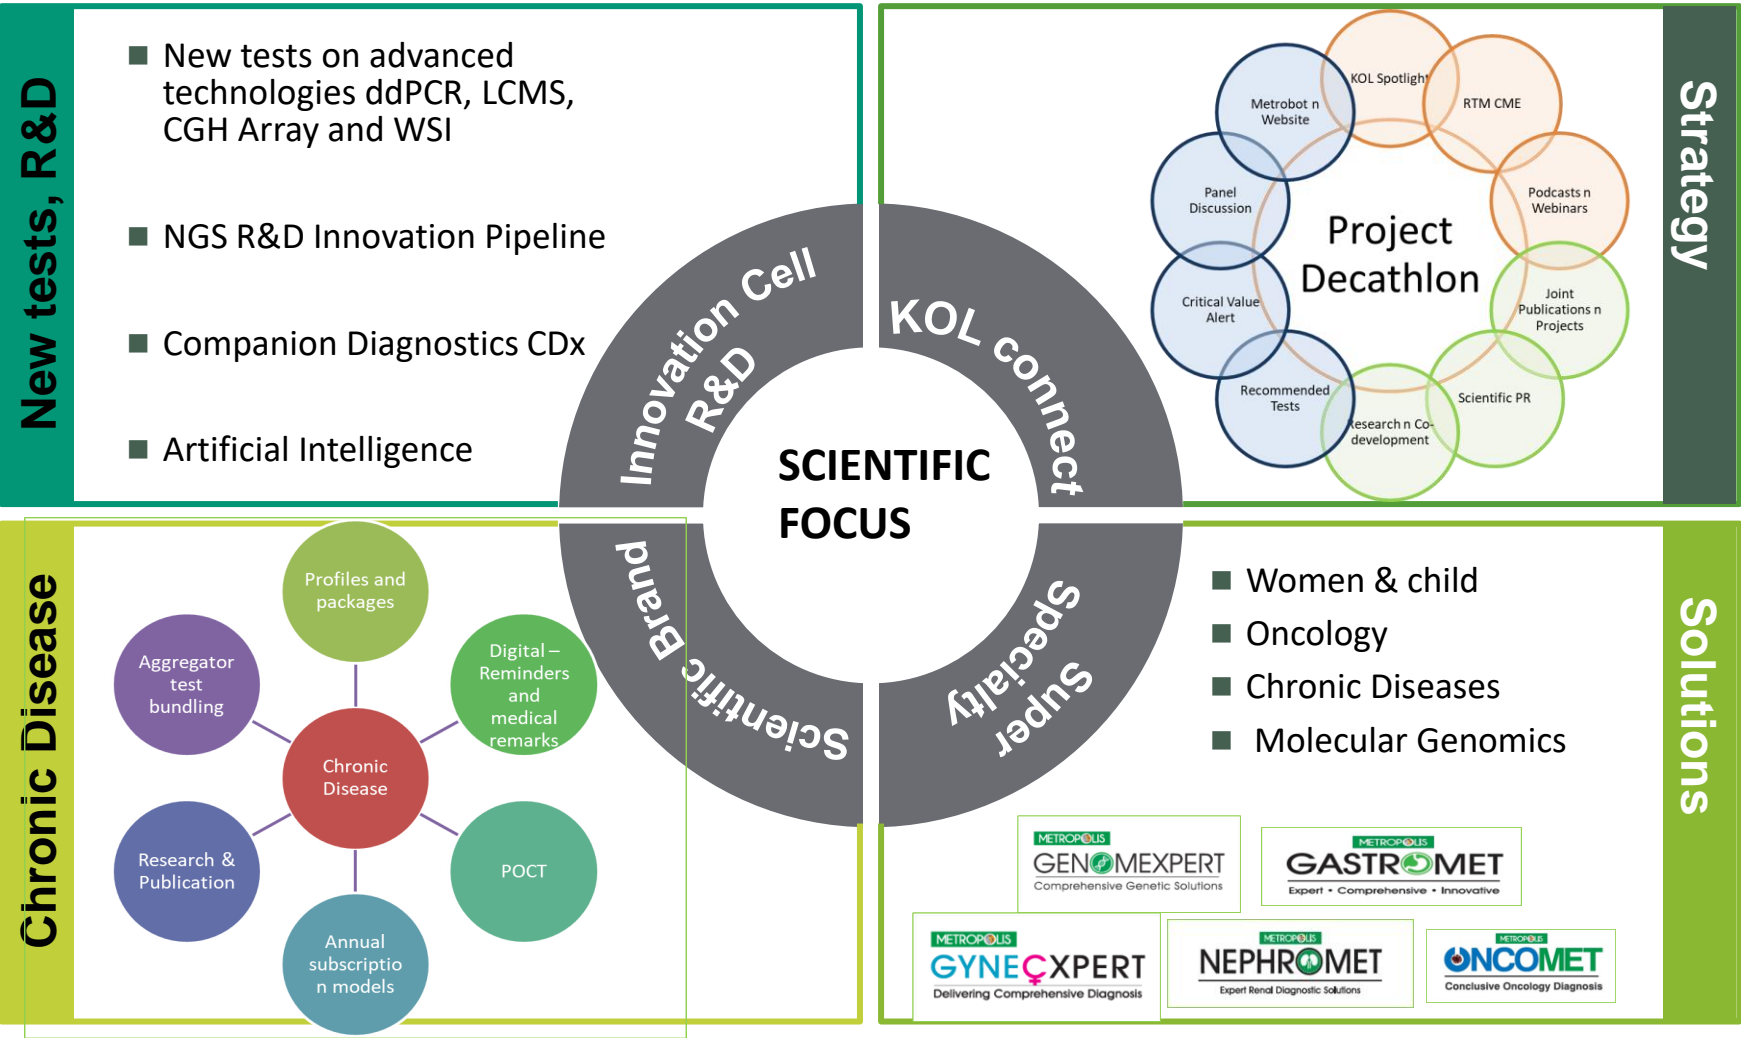 New tests, R&D
■ New tests on advanced
technologies ddPCR, LCMS,
CGH Array and WSI
■ NGS R&D Innovation Pipeline
■ Companion Diagnostics CDx
■ Artificial Intelligence
Strategy
KOL Spotlight
RTM CME
Podcasts n
Webinars
Joint
Publications n
Projects
Scientific PR
Research n Co-
development
Recommended
Tests
Critical Value
Alert
Panel
Discussion
Metrobot n
Website
Project
Decathlon
Innovation Cell
R&D
KOL connect
Scientific Brand
Super
Specialty
SCIENTIFIC
FOCUS
Chronic Disease
Profiles and
packages
Digital –
Reminders
and
medical
remarks
POCT
Annual
subscriptio
n models
Research &
Publication
Aggregator
test
bundling
Chronic
Disease
Solutions
■ Women & child
■ Oncology
■ Chronic Diseases
■ Molecular Genomics
METROPOLIS
GENOMEXPERT
Comprehensive Genetic Solutions
METROPOLIS
GASTROMET
Expert • Comprehensive • Innovative
METROPOLIS
GYNECXPERT
Delivering Comprehensive Diagnosis
METROPOLIS
NEPHROMET
Expert Renal Diagnostic Solutions
METROPOLIS
ONCOMET
Conclusive Oncology Diagnosis